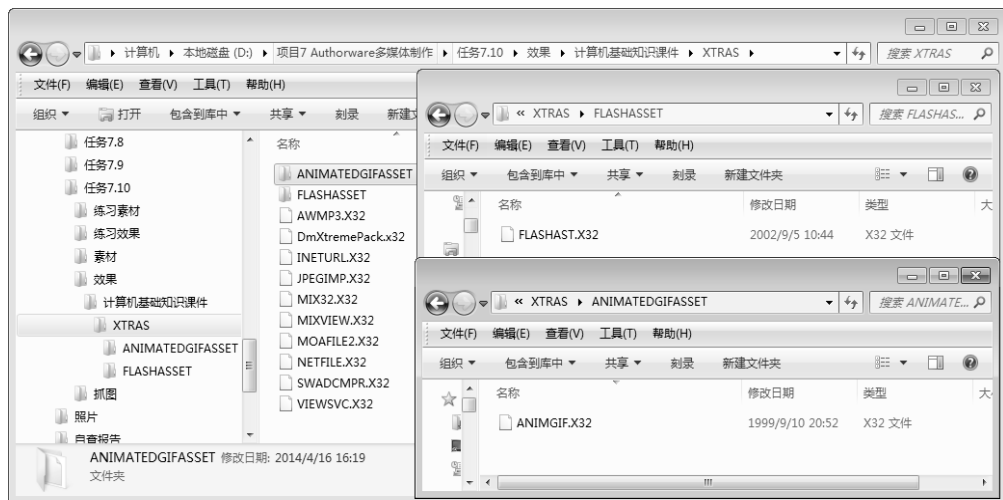 计算机 ▸ 本地磁盘 (D:) ▸ 项目7 Authorware多媒体制作 ▸ 任务7.10 ▸ 效果 ▸ 计算机基础知识课件 ▸ XTRAS ▸
搜索 XTRAS
文件(F) 编辑(E) 查看(V) 工具(T) 帮助(H)
组织 打开 包含到库中 共享 刻录 新建文
任务7.8
任务7.9
任务7.10
练习素材
练习效果
素材
效果
计算机基础知识课件
XTRAS
ANIMATEDGIFASSET
FLASHASSET
抓图
照片
自查报告
名称
ANIMATEDGIFASSET
FLASHASSET
AWMP3.X32
DmXtremePack.x32
INETURL.X32
JPEGIMP.X32
MIX32.X32
MIXVIEW.X32
MOAFILE2.X32
NETFILE.X32
SWADCMPR.X32
VIEWSVC.X32
ANIMATEDGIFASSET 修改日期: 2014/4/16 16:19
文件夹
« XTRAS ▸ FLASHASSET
搜索 FLASHAS...
文件(F) 编辑(E) 查看(V) 工具(T) 帮助(H)
组织 包含到库中 共享 刻录 新建文件夹
名称 修改日期 类型 大
FLASHAST.X32 2002/9/5 10:44 X32 文件
« XTRAS ▸ ANIMATEDGIFASSET
搜索 ANIMATE...
文件(F) 编辑(E) 查看(V) 工具(T) 帮助(H)
组织 包含到库中 共享 刻录 新建文件夹
名称 修改日期 类型 大
ANIMGIF.X32 1999/9/10 20:52 X32 文件